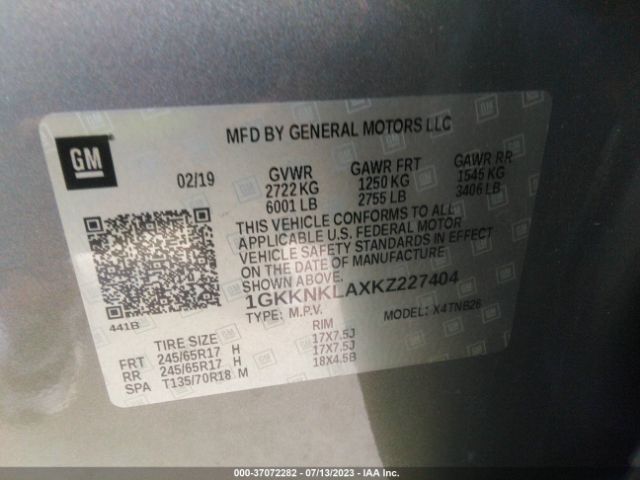 GM
MFD BY GENERAL MOTORS LLC
02/19
GVWR
2722 KG
6001 LB
GAWR FRT
1250 KG
2755 LB
GAWR RR
1545 KG
3406 LB
THIS VEHICLE CONFORMS TO ALL
APPLICABLE U.S. FEDERAL MOTOR
VEHICLE SAFETY STANDARDS IN EFFECT
ON THE DATE OF MANUFACTURE
SHOWN ABOVE.
1GKKNKLAXKZ227404
TYPE: M.P.V. MODEL: X4TNB26
441B
TIRE SIZE RIM
FRT 245/65R17 H 17X7.5J
RR 245/65R17 H 17X7.5J
SPA T135/70R18 M 18X4.5B
000-37072282 - 07/13/2023 - IAA Inc.